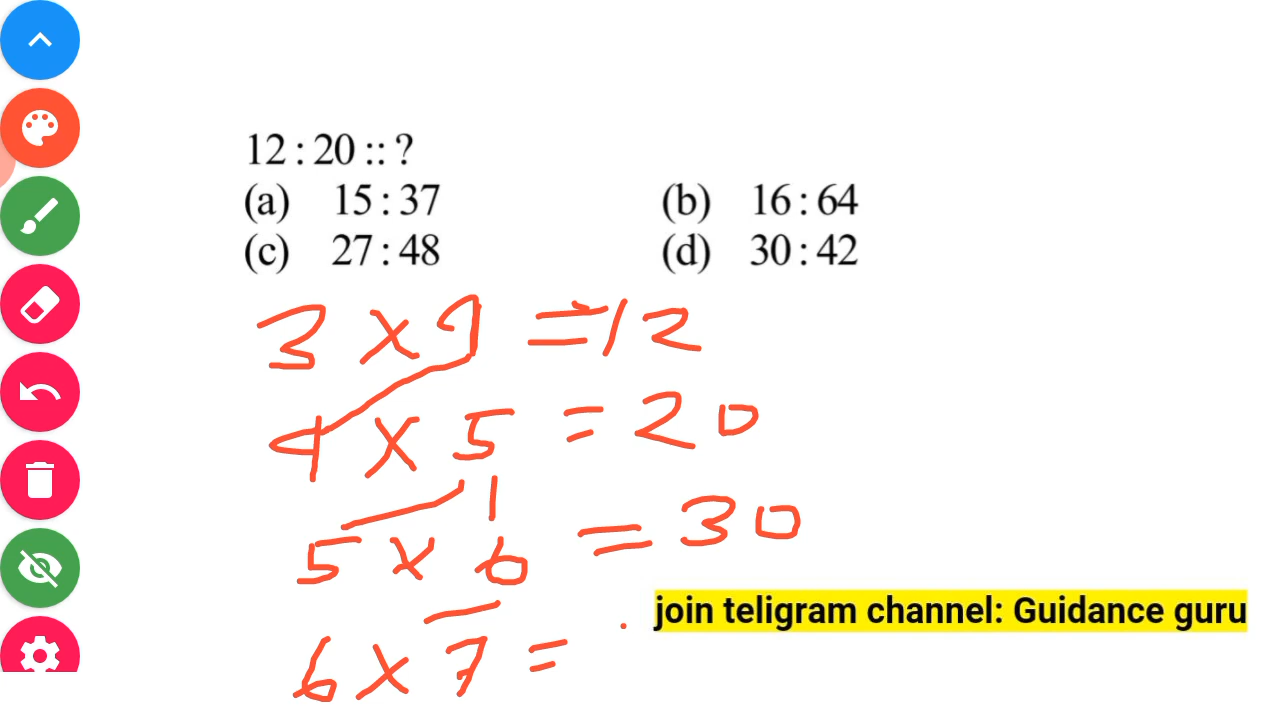 12 : 20 :: ?
(a) 15 : 37 (b) 16 : 64
(c) 27 : 48 (d) 30 : 42
3 x 4 = 12
4 x 5 = 20
5 x 6 = 30
join teligram channel: Guidance guru
6 x 7 =